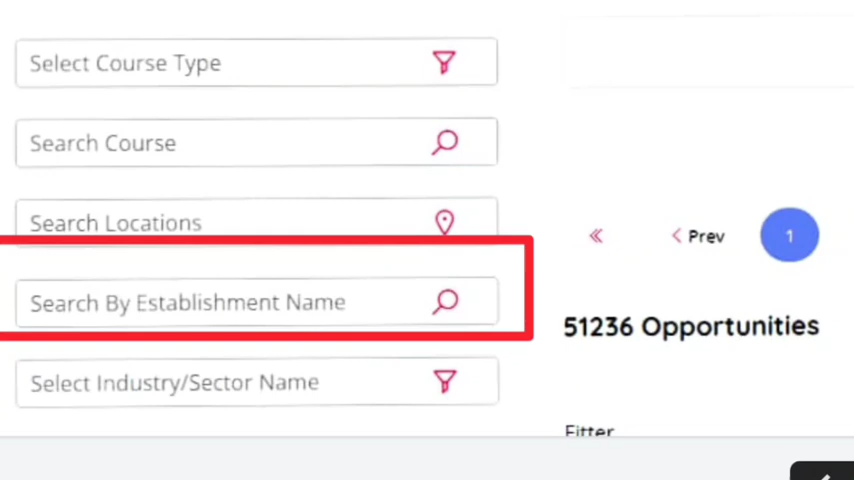 Select Course Type
Search Course
Search Locations
Search By Establishment Name
Select Industry/Sector Name
Prev
1
51236 Opportunities
Fitter